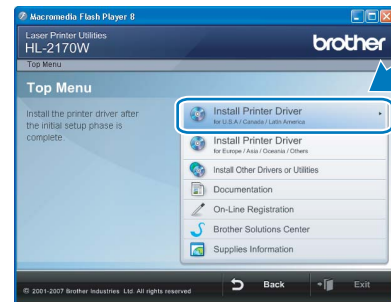 Macromedia Flash Player 8
Laser Printer Utilities
HL-2170W
brother
Top Menu
Top Menu
Install the printer driver after
the initial setup phase is
complete.
Install Printer Driver
for U.S.A / Canada / Latin America
Install Printer Driver
for Europe / Asia / Oceania / Others
Install Other Drivers or Utilities
Documentation
On-Line Registration
Brother Solutions Center
Supplies Information
© 2001-2007 Brother Industries Ltd. All rights reserved
Back
Exit